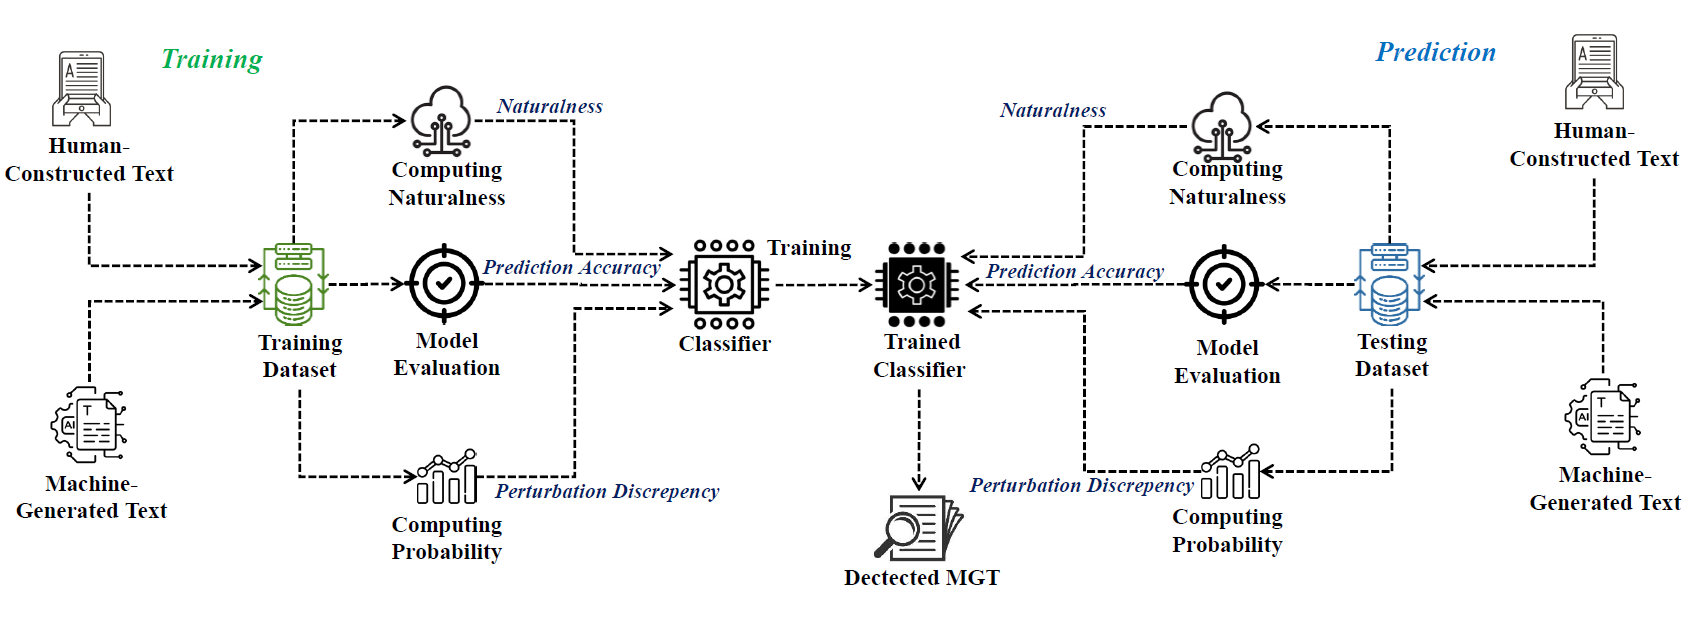 Training
Prediction
Human-
Constructed Text
Naturalness
Computing
Naturalness
Training
Dataset
Prediction Accuracy
Model
Evaluation
Machine-
Generated Text
Perturbation Discrepency
Computing
Probability
Classifier
Training
Trained
Classifier
Dectected MGT
Naturalness
Computing
Naturalness
Prediction Accuracy
Model
Evaluation
Perturbation Discrepency
Computing
Probability
Testing
Dataset
Human-
Constructed Text
Machine-
Generated Text
A
T
AI
A
T
AI